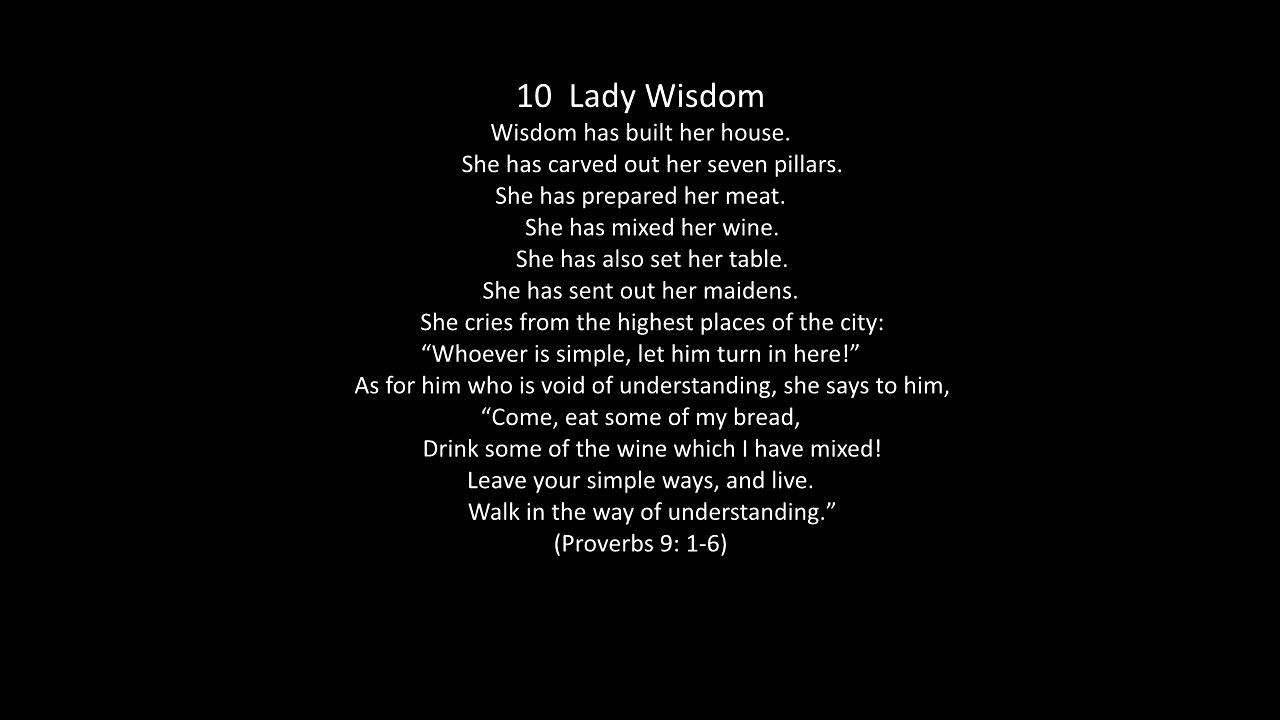 10  Lady Wisdom
Wisdom has built her house.
She has carved out her seven pillars.
She has prepared her meat.
She has mixed her wine.
She has also set her table.
She has sent out her maidens.
She cries from the highest places of the city:
“Whoever is simple, let him turn in here!”
As for him who is void of understanding, she says to him,
“Come, eat some of my bread,
Drink some of the wine which I have mixed!
Leave your simple ways, and live.
Walk in the way of understanding.”
(Proverbs 9: 1-6)